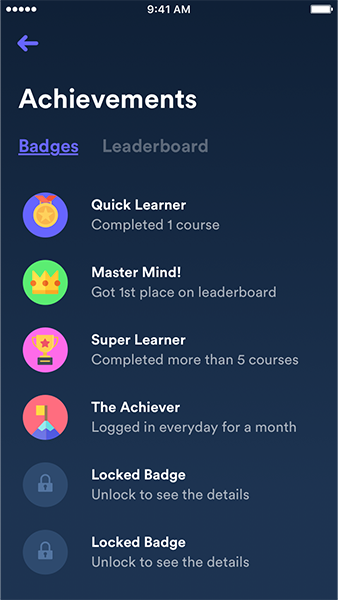 9:41 AM
Achievements
Badges Leaderboard
Quick Learner
Completed 1 course
Master Mind!
Got 1st place on leaderboard
Super Learner
Completed more than 5 courses
The Achiever
Logged in everyday for a month
Locked Badge
Unlock to see the details
Locked Badge
Unlock to see the details